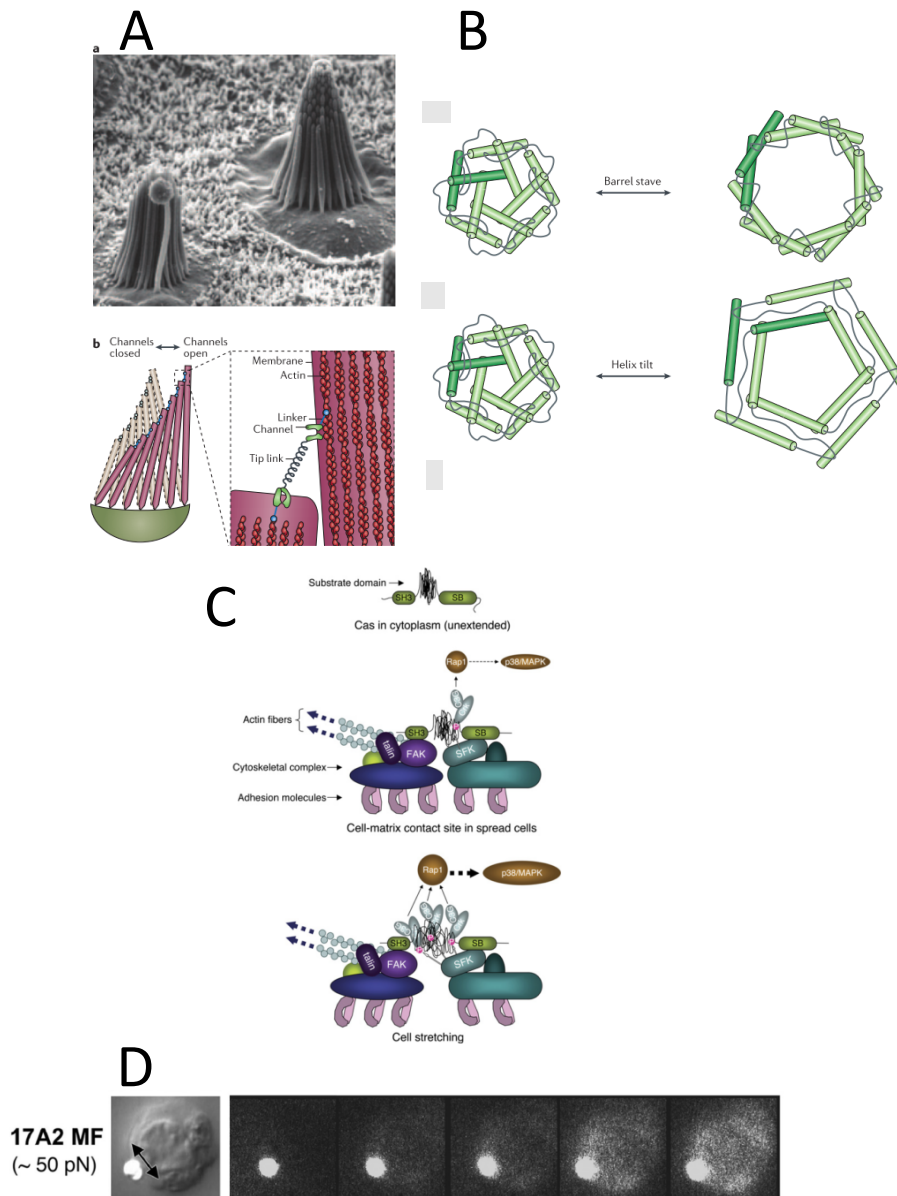 A
B
a
Barrel stave
Helix tilt
b
Channels
closed
Channels
open
Membrane
Actin
Linker
Channel
Tip link
C
Substrate domain
SH3
SB
Cas in cytoplasm (unextended)
Rap1
p38/MAPK
Actin fibers
SH3
SB
talin
FAK
SFK
Cytoskeletal complex
Adhesion molecules
Cell-matrix contact site in spread cells
Rap1
p38/MAPK
SH3
SB
talin
FAK
SFK
Cell stretching
D
17A2 MF
(~ 50 pN)